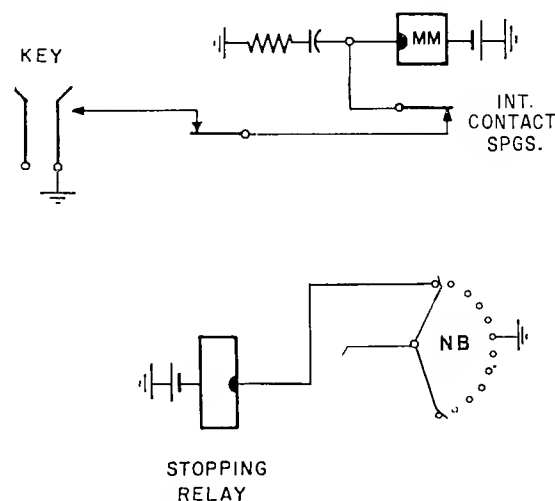 MM
KEY
INT.
CONTACT
SPGS.
NB
STOPPING
RELAY